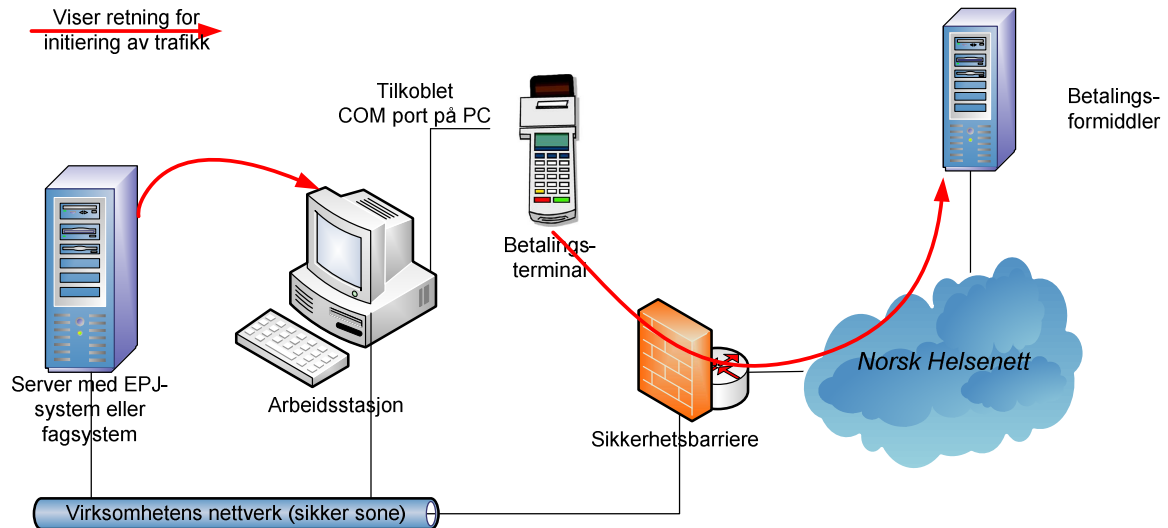 Viser retning for
initiering av trafikk
Tilkoblet
COM port på PC
Betalings-
formiddler
Betalings-
terminal
Norsk Helsenett
Server med EPJ-
system eller
fagsystem
Arbeidsstasjon
Sikkerhetsbarriere
Virksomhetens nettverk (sikker sone)